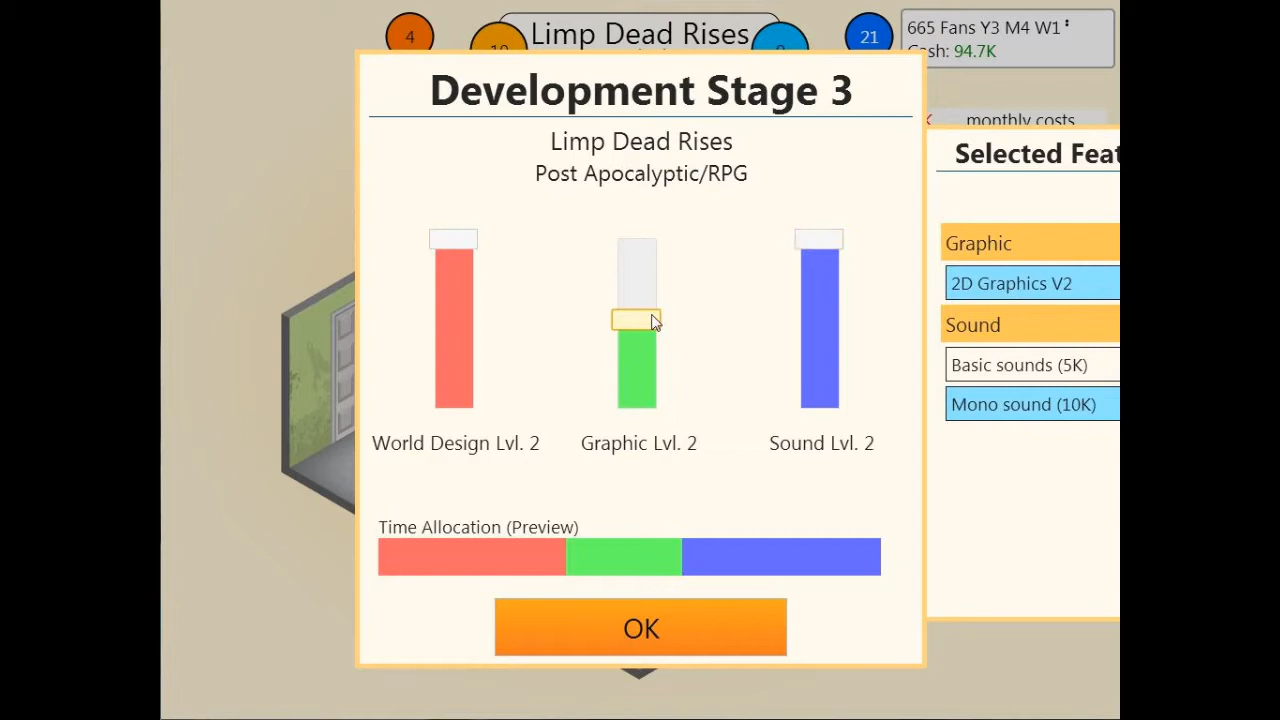 4
Limp Dead Rises
21
665 Fans Y3 M4 W1
Cash: 94.7K
monthly costs
Development Stage 3
Limp Dead Rises
Post Apocalyptic/RPG
Selected Feat
Graphic
2D Graphics V2
Sound
Basic sounds (5K)
Mono sound (10K)
World Design Lvl. 2
Graphic Lvl. 2
Sound Lvl. 2
Time Allocation (Preview)
OK